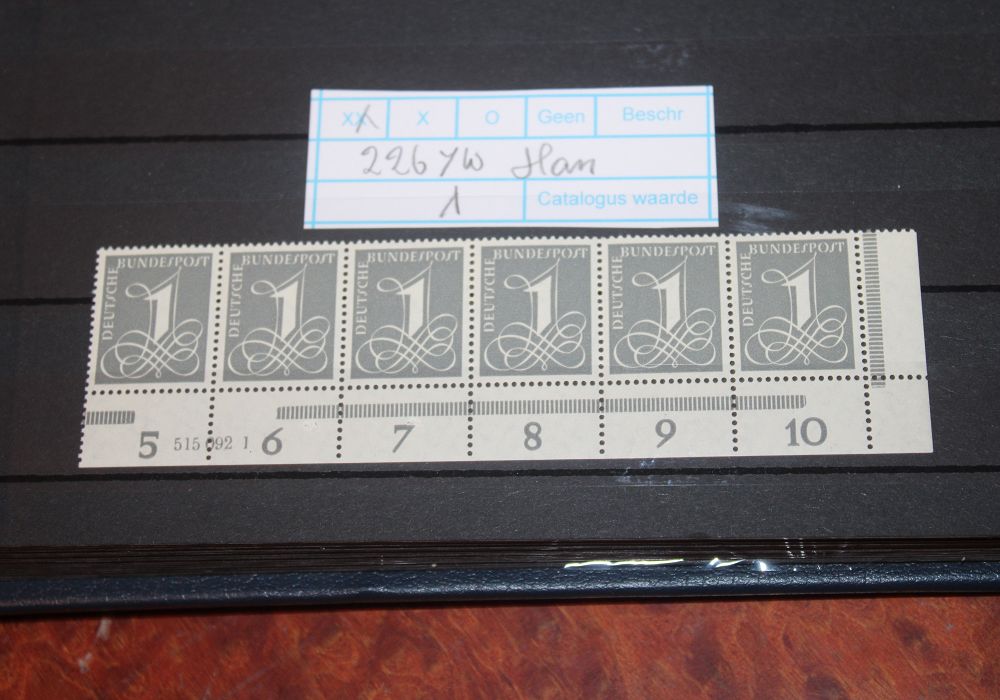 XX X O Geen Beschr
226 YW Han
1 Catalogus waarde
DEUTSCHE BUNDESPOST 1 DEUTSCHE BUNDESPOST 1 DEUTSCHE BUNDESPOST 1 DEUTSCHE BUNDESPOST 1 DEUTSCHE BUNDESPOST 1 DEUTSCHE BUNDESPOST 1
5 515 092 1 6 7 8 9 10